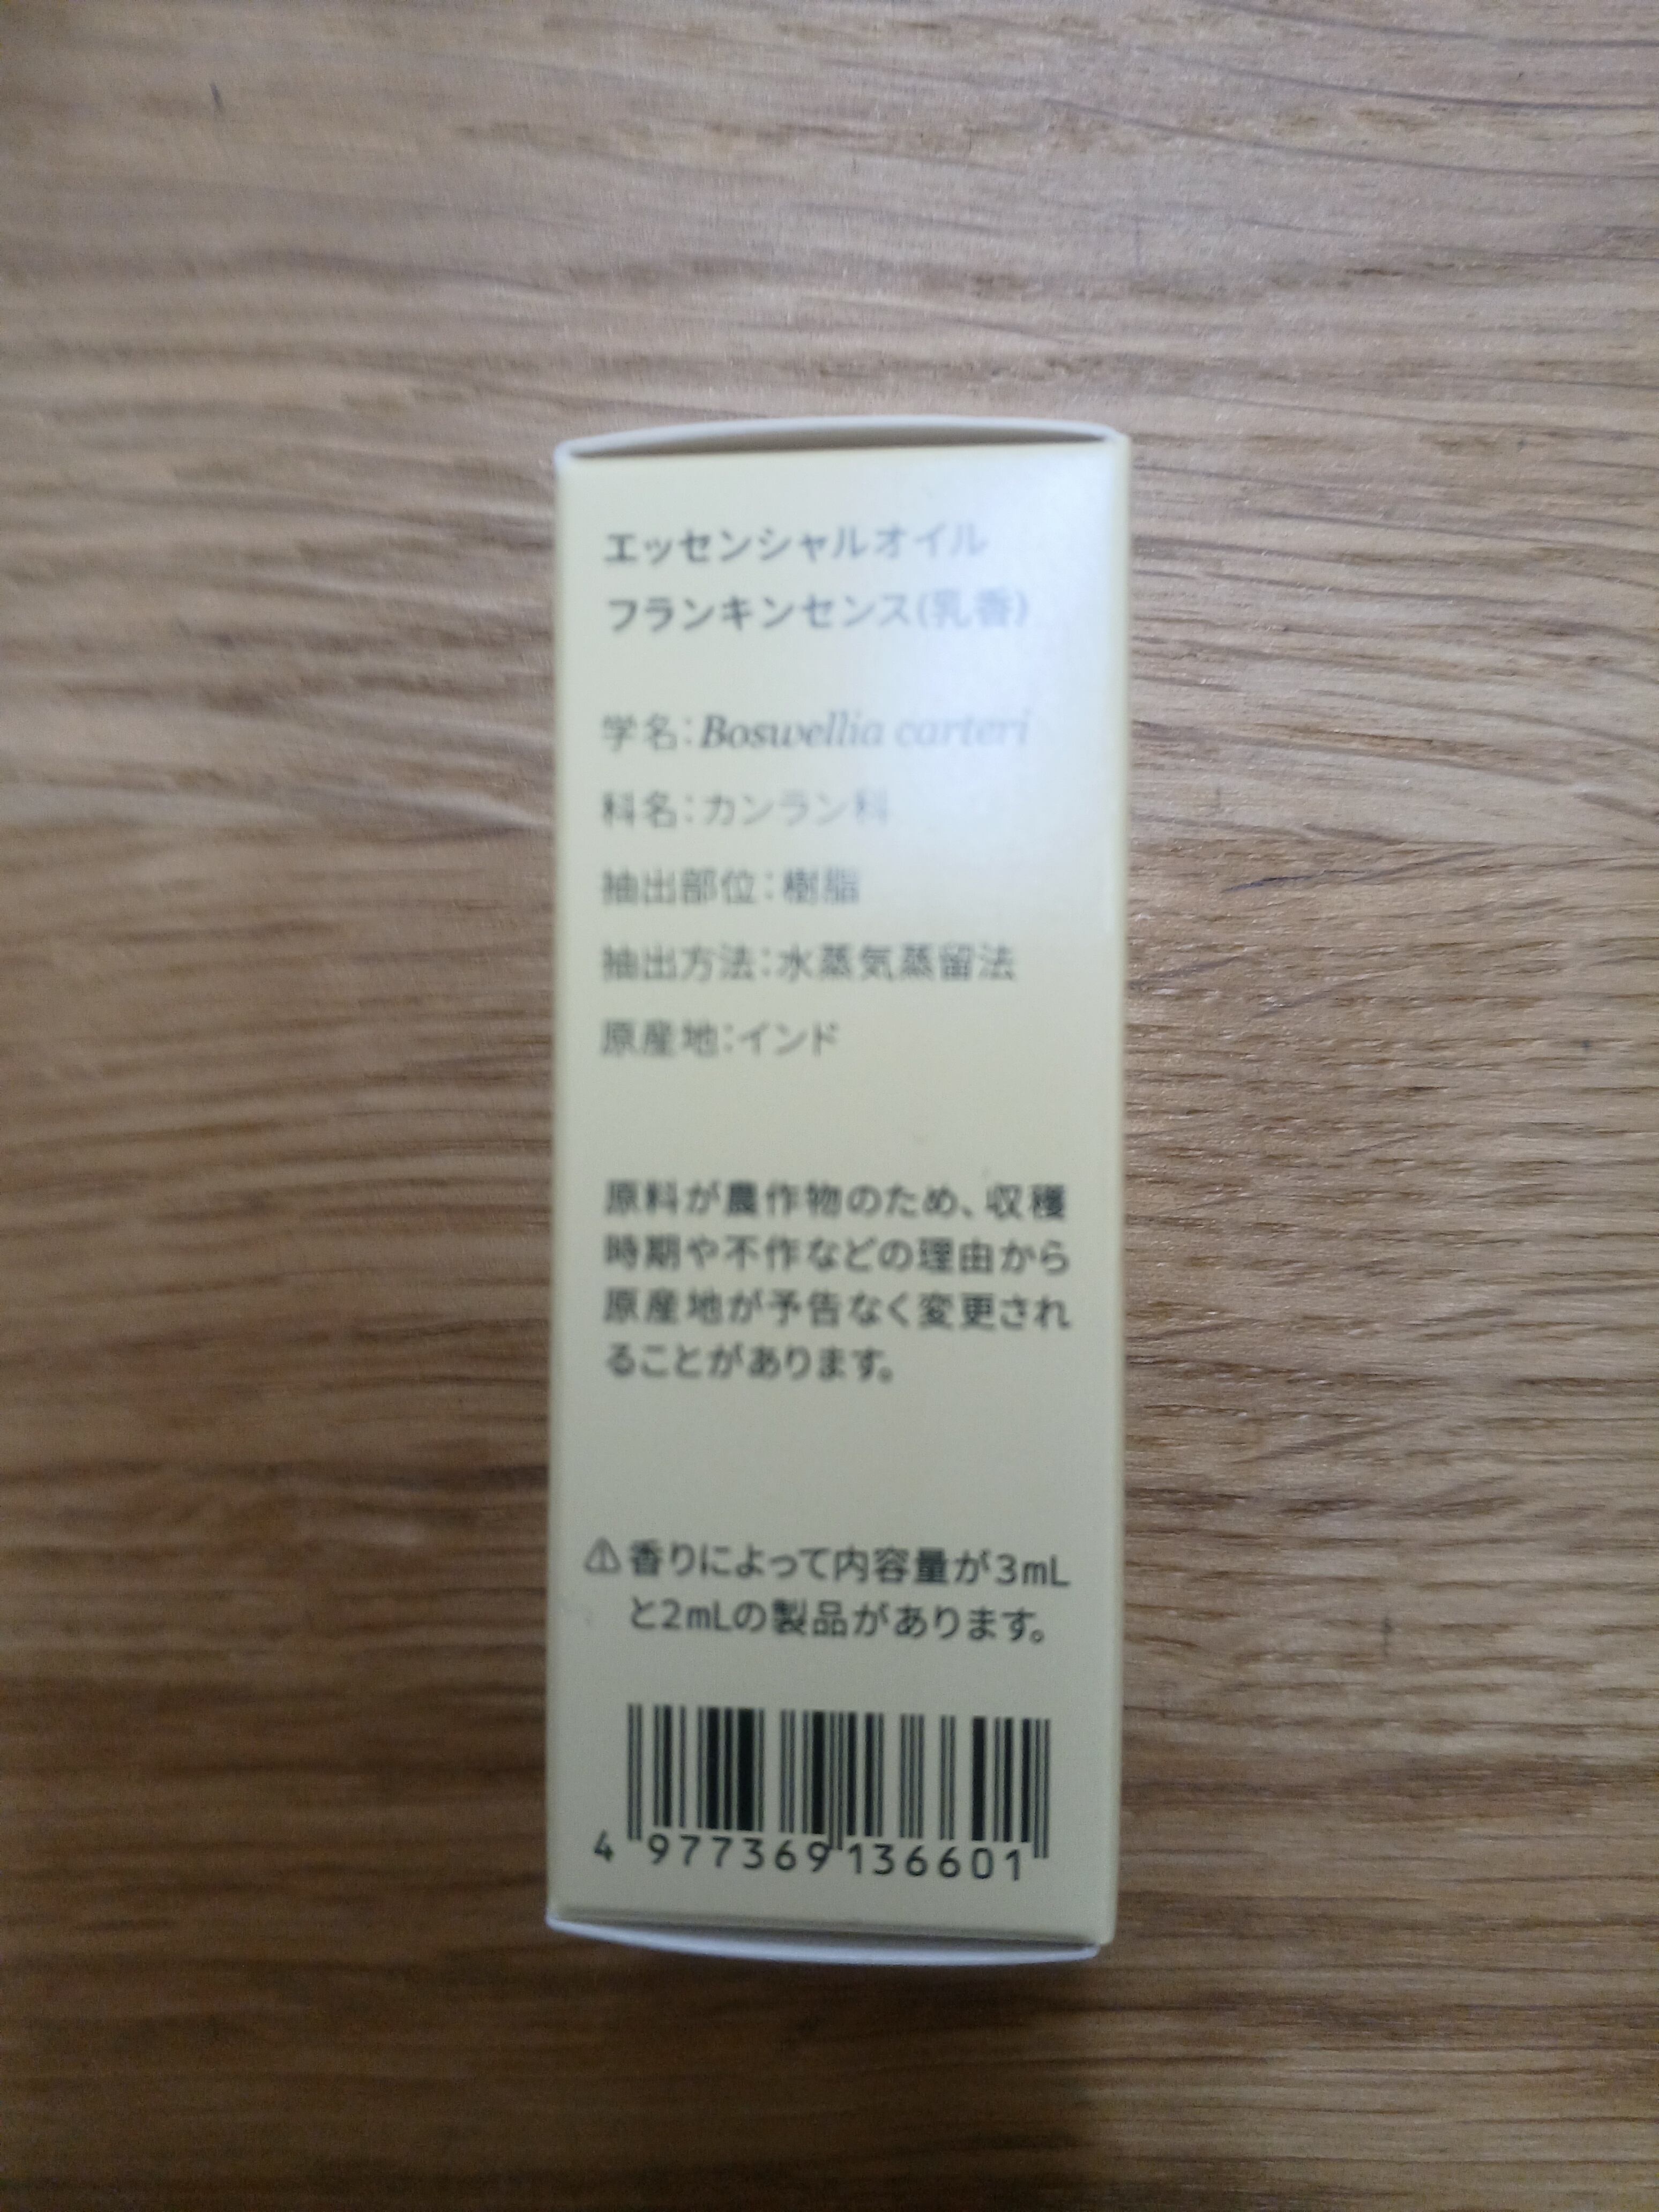 エッセンシャルオイル
フランキンセンス(乳香)
学名：Boswellia carteri
科名：カンラン科
抽出部位：樹脂
抽出方法：水蒸気蒸留法
原産地：インド
原料が農作物のため、収穫
時期や不作などの理由から
原産地が予告なく変更され
ることがあります。
⚠香りによって内容量が3mL
と2mLの製品があります。
4 977369 136601